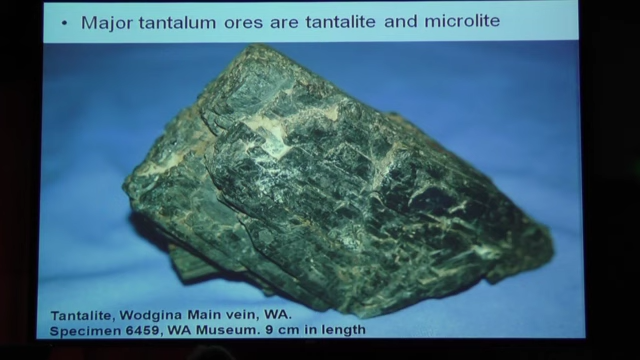 • Major tantalum ores are tantalite and microlite
Tantalite, Wodgina Main vein, WA.
Specimen 6459, WA Museum. 9 cm in length